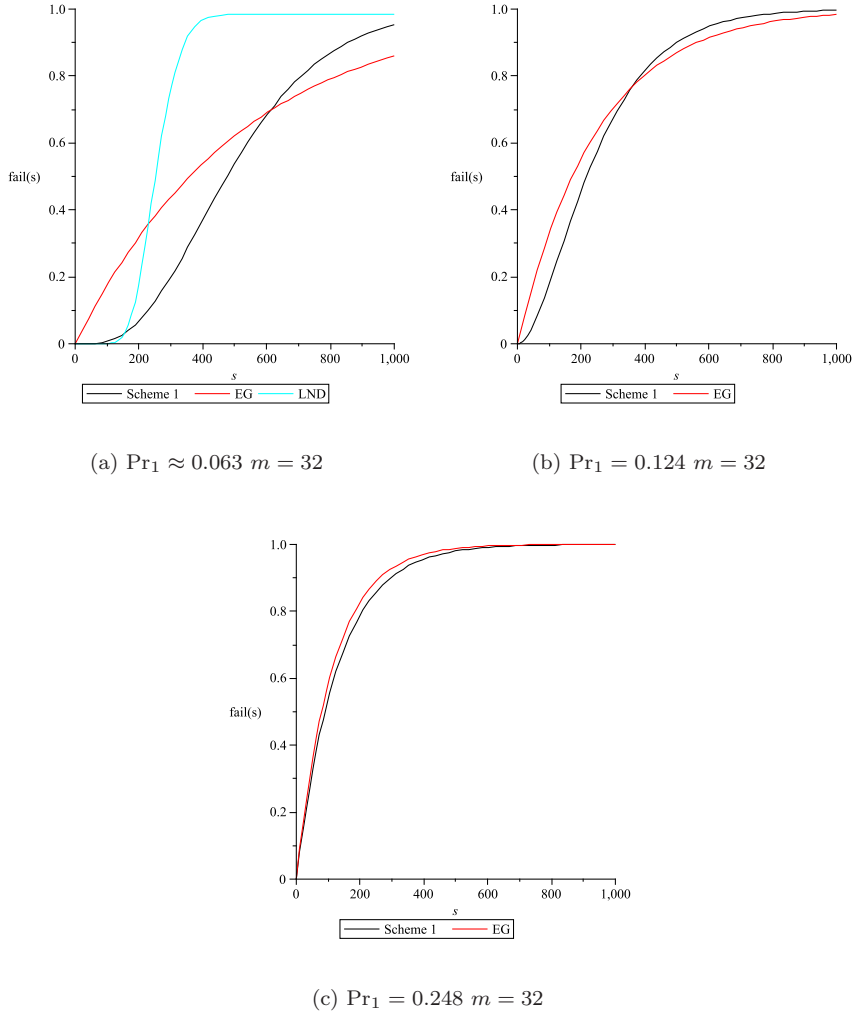 1.0
0.8
0.6
fail(s)
0.4
0.2
0
0 200 400 600 800 1,000
s
Scheme 1 EG LND
(a) Pr₁ ≈ 0.063 m = 32
1.0
0.8
0.6
fail(s)
0.4
0.2
0
0 200 400 600 800 1,000
s
Scheme 1 EG
(b) Pr₁ = 0.124 m = 32
1.0
0.8
0.6
fail(s)
0.4
0.2
0
0 200 400 600 800 1,000
s
Scheme 1 EG
(c) Pr₁ = 0.248 m = 32